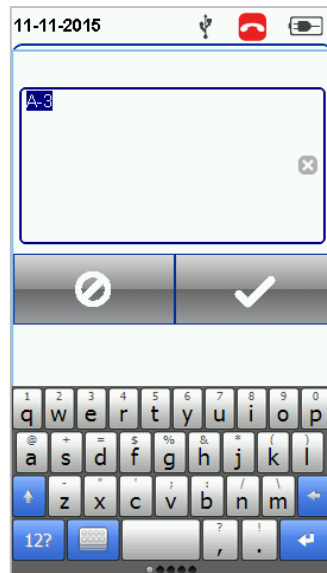 11-11-2015
A-3
1 2 3 4 5 6 7 8 9 0
q w e r t y u i o p
@ + = $ % & * ( )
a s d f g h j k l
- " ' : ; / \
z x c v b n m
? !
12? , .